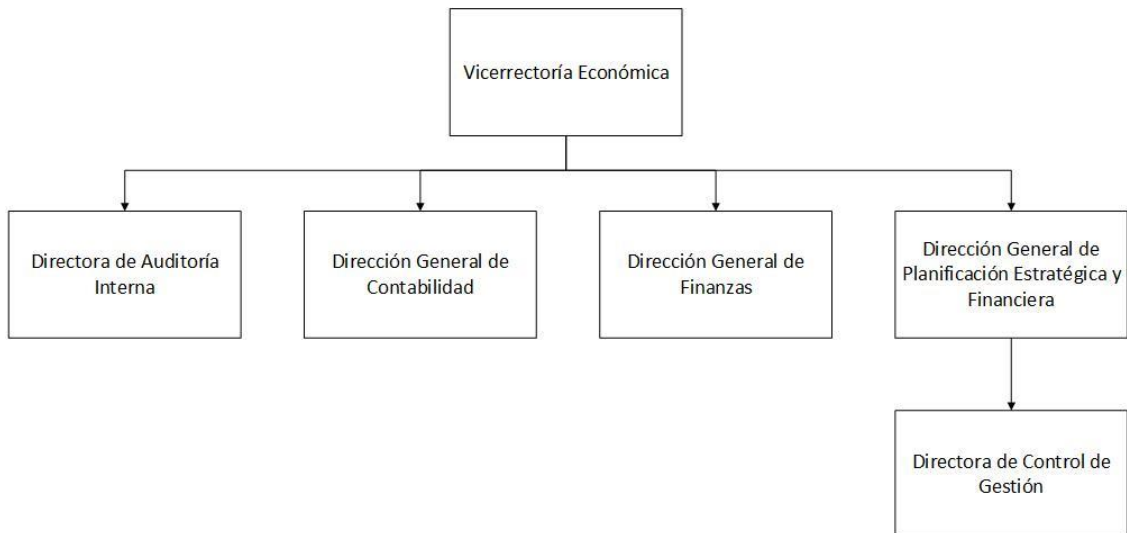 Vicerrectoría Económica
Directora de Auditoría
Interna
Dirección General de
Contabilidad
Dirección General de
Finanzas
Dirección General de
Planificación Estratégica y
Financiera
Directora de Control de
Gestión